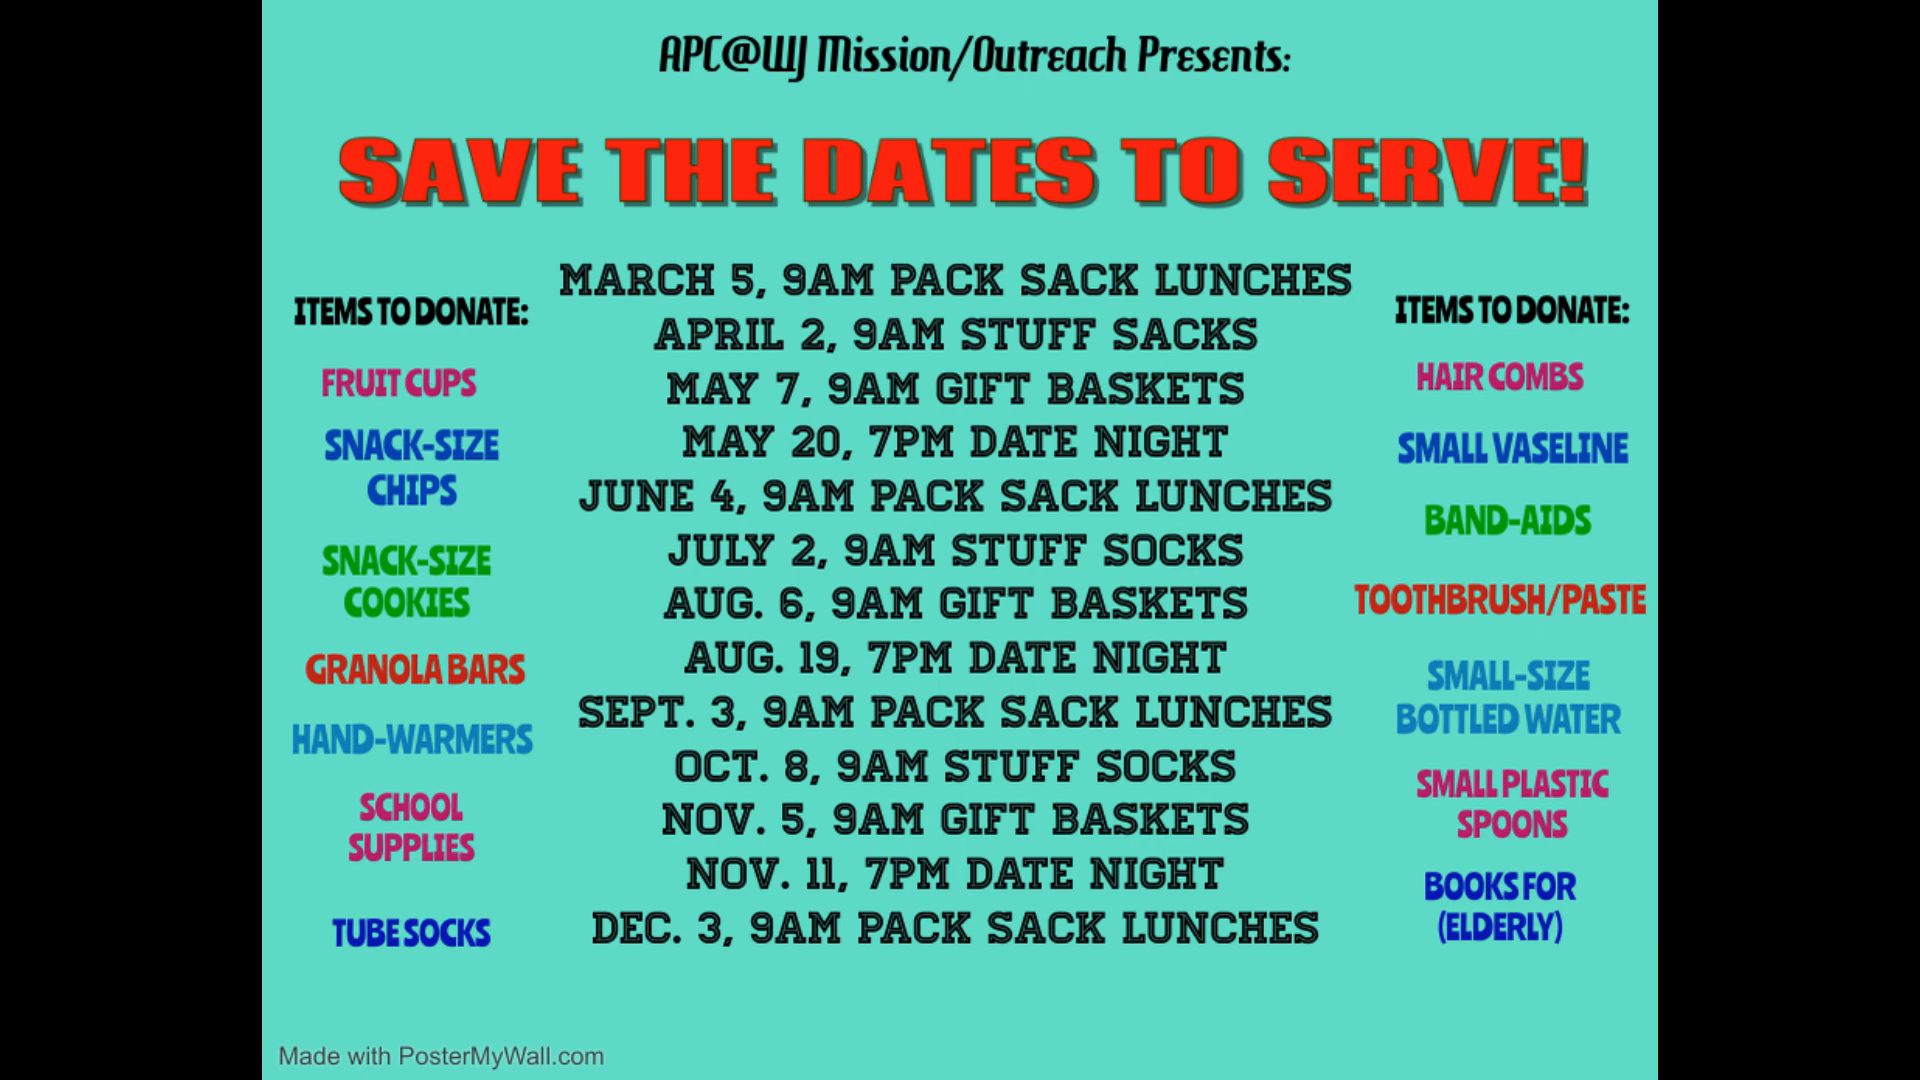 APC@WJ Mission/Outreach Presents:
SAVE THE DATES TO SERVE!
ITEMS TO DONATE:
FRUIT CUPS
SNACK-SIZE
CHIPS
SNACK-SIZE
COOKIES
GRANOLA BARS
HAND-WARMERS
SCHOOL
SUPPLIES
TUBE SOCKS
MARCH 5, 9AM PACK SACK LUNCHES
APRIL 2, 9AM STUFF SACKS
MAY 7, 9AM GIFT BASKETS
MAY 20, 7PM DATE NIGHT
JUNE 4, 9AM PACK SACK LUNCHES
JULY 2, 9AM STUFF SOCKS
AUG. 6, 9AM GIFT BASKETS
AUG. 19, 7PM DATE NIGHT
SEPT. 3, 9AM PACK SACK LUNCHES
OCT. 8, 9AM STUFF SOCKS
NOV. 5, 9AM GIFT BASKETS
NOV. 11, 7PM DATE NIGHT
DEC. 3, 9AM PACK SACK LUNCHES
ITEMS TO DONATE:
HAIR COMBS
SMALL VASELINE
BAND-AIDS
TOOTHBRUSH/PASTE
SMALL-SIZE
BOTTLED WATER
SMALL PLASTIC
SPOONS
BOOKS FOR
(ELDERLY)
Made with PosterMyWall.com